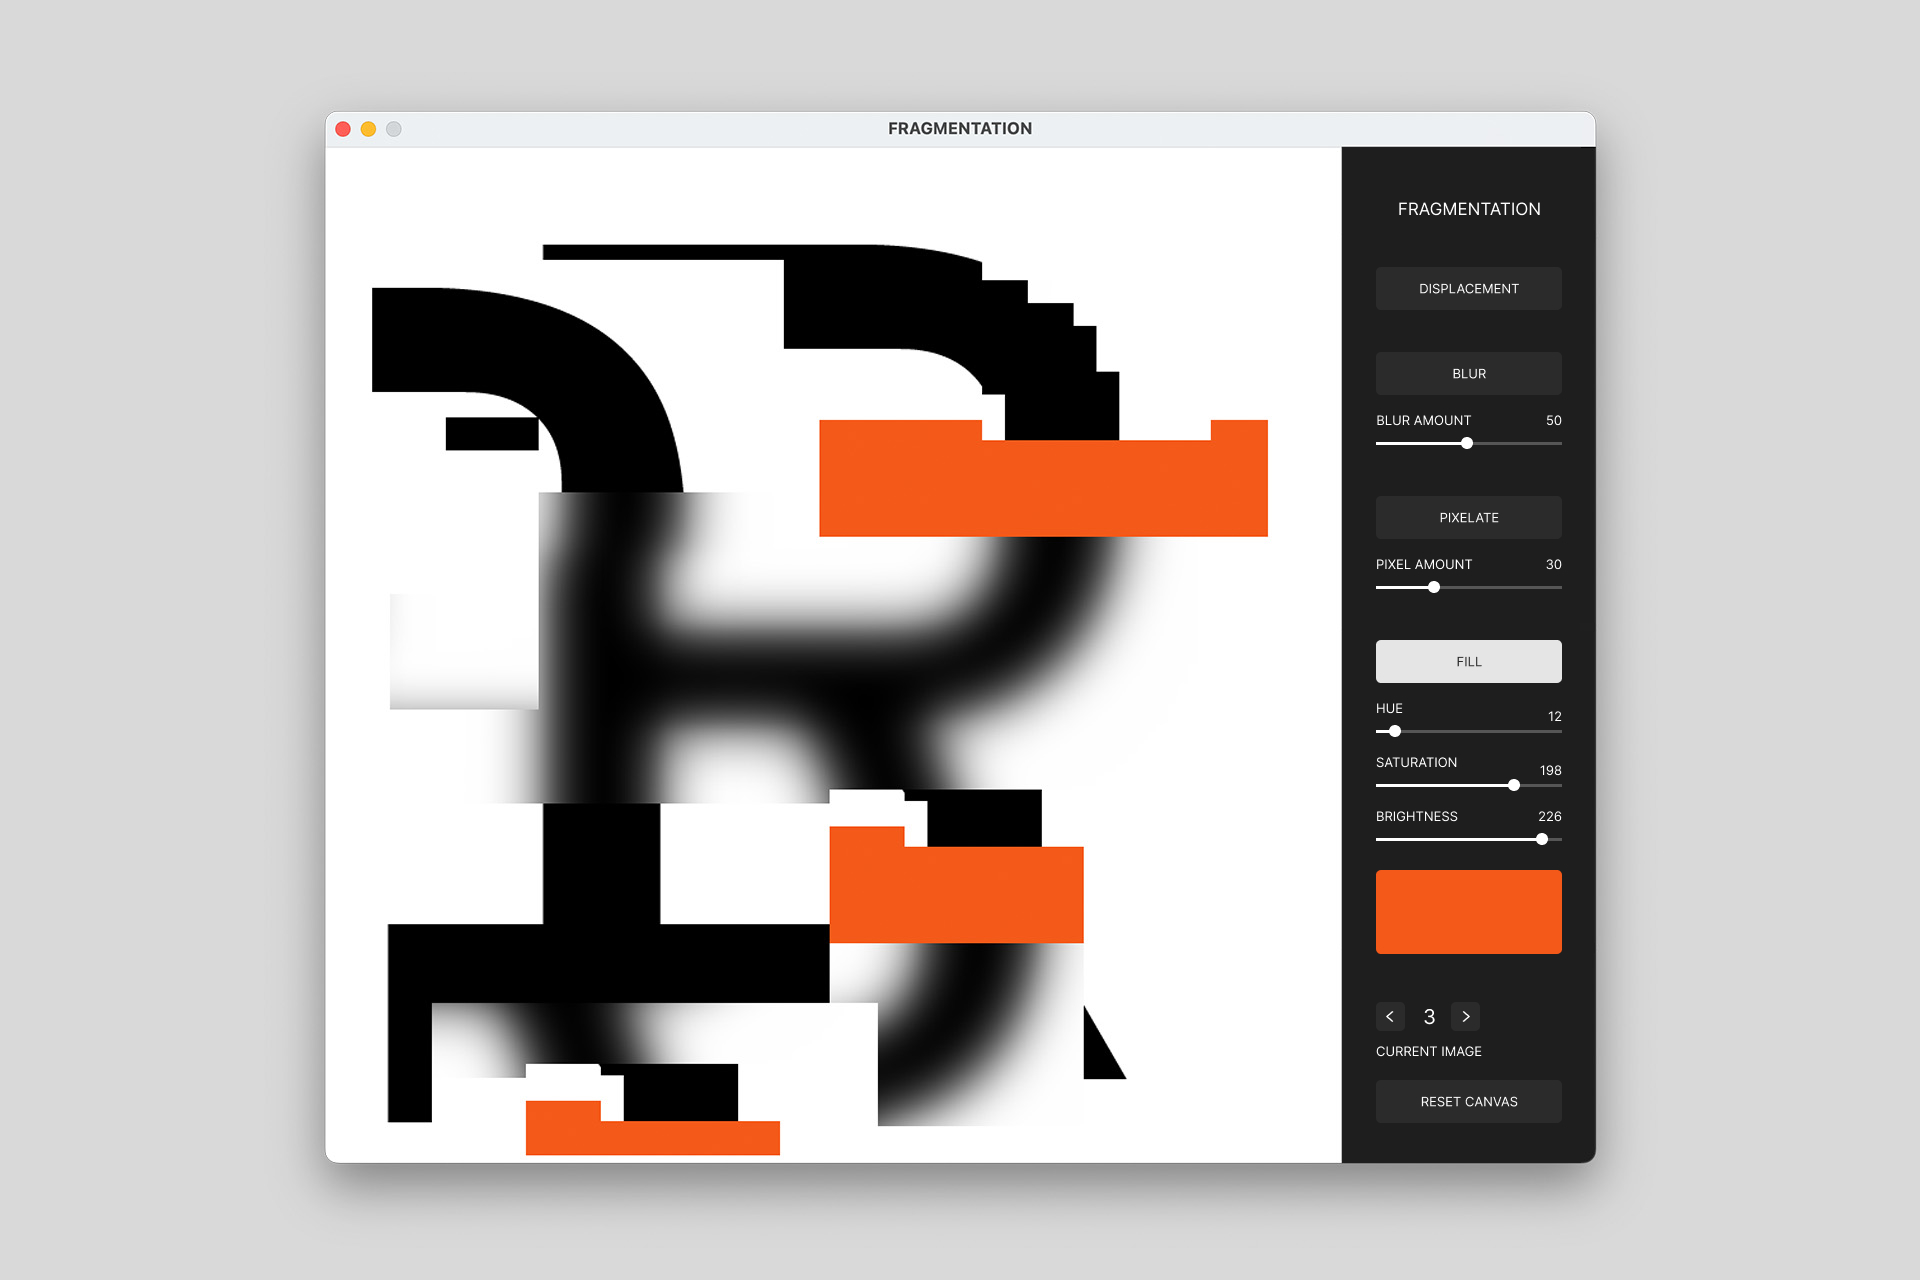 FRAGMENTATION
FRAGMENTATION
DISPLACEMENT
BLUR
BLUR AMOUNT 50
PIXELATE
PIXEL AMOUNT 30
FILL
HUE 12
SATURATION 198
BRIGHTNESS 226
< 3 >
CURRENT IMAGE
RESET CANVAS